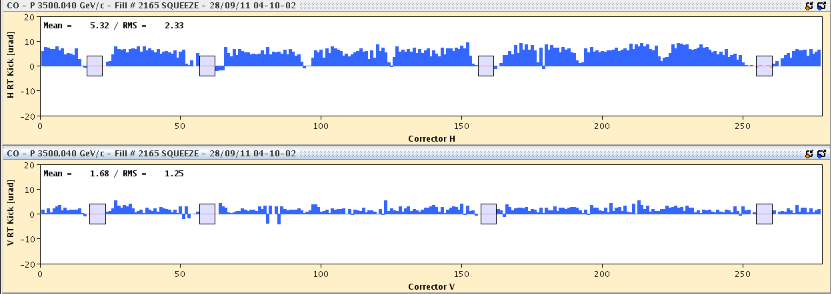 CO - P 3500.040 GeV/c - Fill # 2165 SQUEEZE - 28/09/11 04-10-02
Mean = 5.32 / RMS = 2.33
H RT Kick [urad]
20
10
0
-10
-20
0 50 100 150 200 250
Corrector H
CO - P 3500.040 GeV/c - Fill # 2165 SQUEEZE - 28/09/11 04-10-02
Mean = 1.68 / RMS = 1.25
V RT Kick [urad]
20
10
0
-10
-20
0 50 100 150 200 250
Corrector V